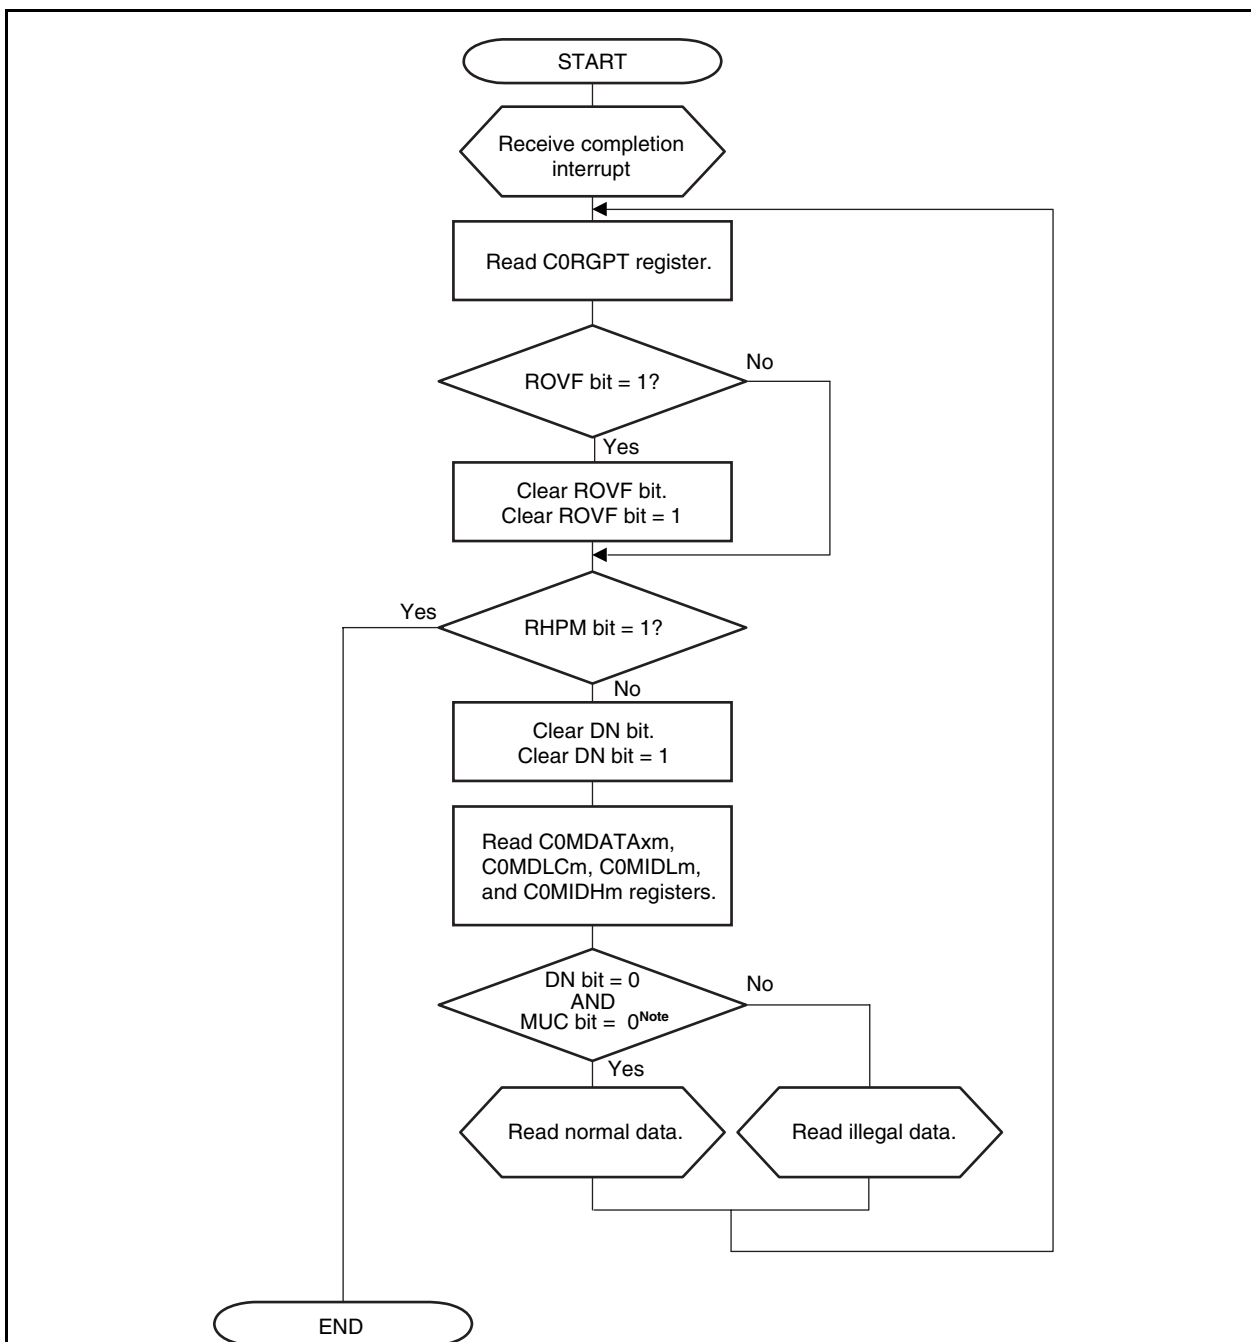 START
Receive completion
interrupt
Read C0RGPT register.
ROVF bit = 1?
No
Yes
Clear ROVF bit.
Clear ROVF bit = 1
Yes
RHPM bit = 1?
No
Clear DN bit.
Clear DN bit = 1
Read C0MDATAxm,
C0MDLCm, C0MIDLm,
and C0MIDHm registers.
DN bit = 0
AND
MUC bit = 0Note
No
Yes
Read normal data.
Read illegal data.
END